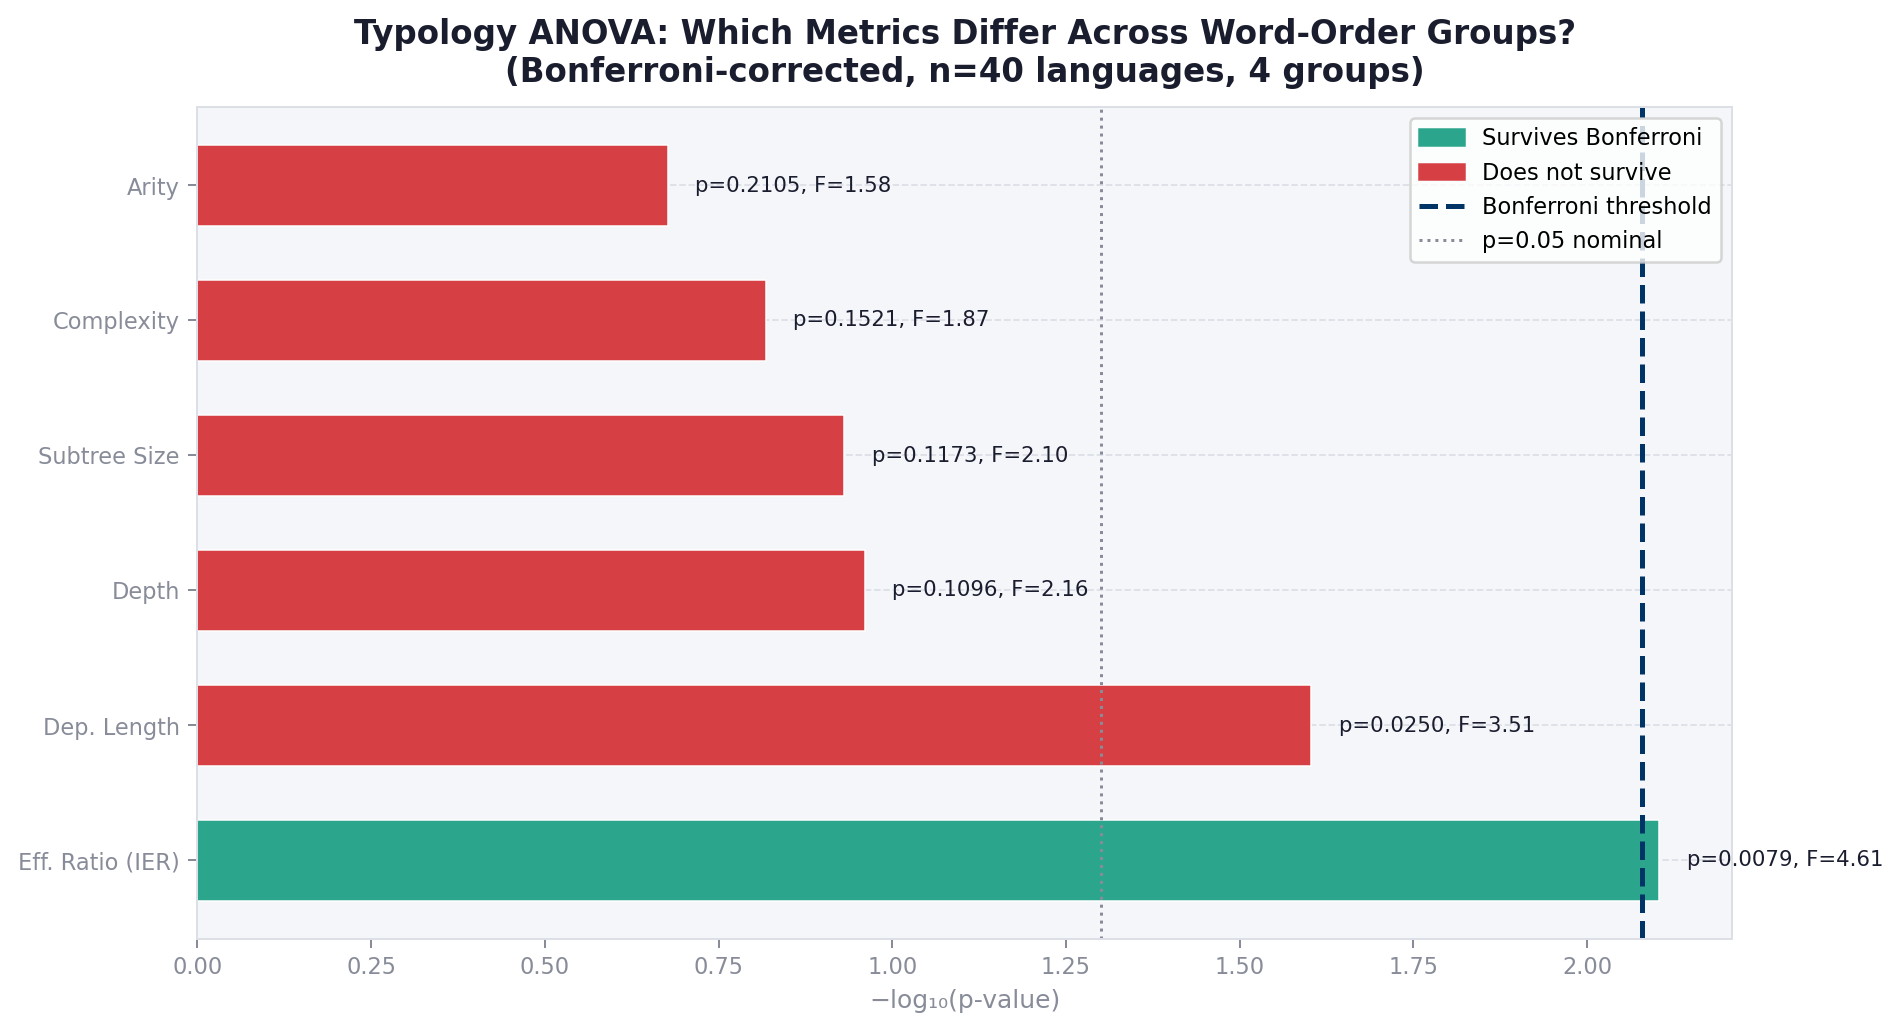 Typology ANOVA: Which Metrics Differ Across Word-Order Groups?
(Bonferroni-corrected, n=40 languages, 4 groups)
Survives Bonferroni
Does not survive
Bonferroni threshold
p=0.05 nominal
Arity
p=0.2105, F=1.58
Complexity
p=0.1521, F=1.87
Subtree Size
p=0.1173, F=2.10
Depth
p=0.1096, F=2.16
Dep. Length
p=0.0250, F=3.51
Eff. Ratio (IER)
p=0.0079, F=4.61
0.00 0.25 0.50 0.75 1.00 1.25 1.50 1.75 2.00
−log₁₀(p-value)